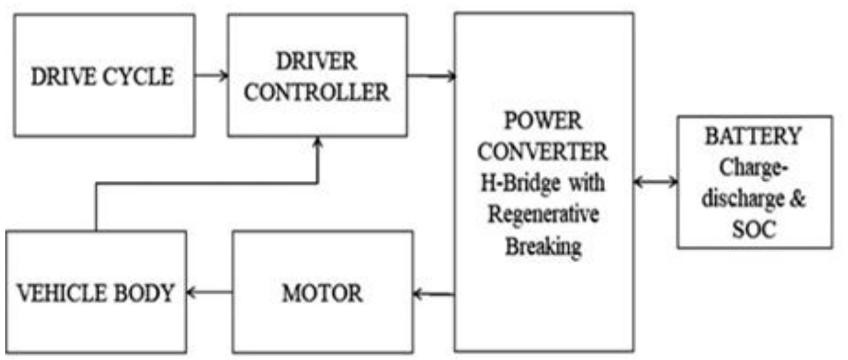 DRIVE CYCLE
DRIVER
CONTROLLER
POWER
CONVERTER
H-Bridge with
Regenerative
Breaking
BATTERY
Charge-
discharge &
SOC
VEHICLE BODY
MOTOR